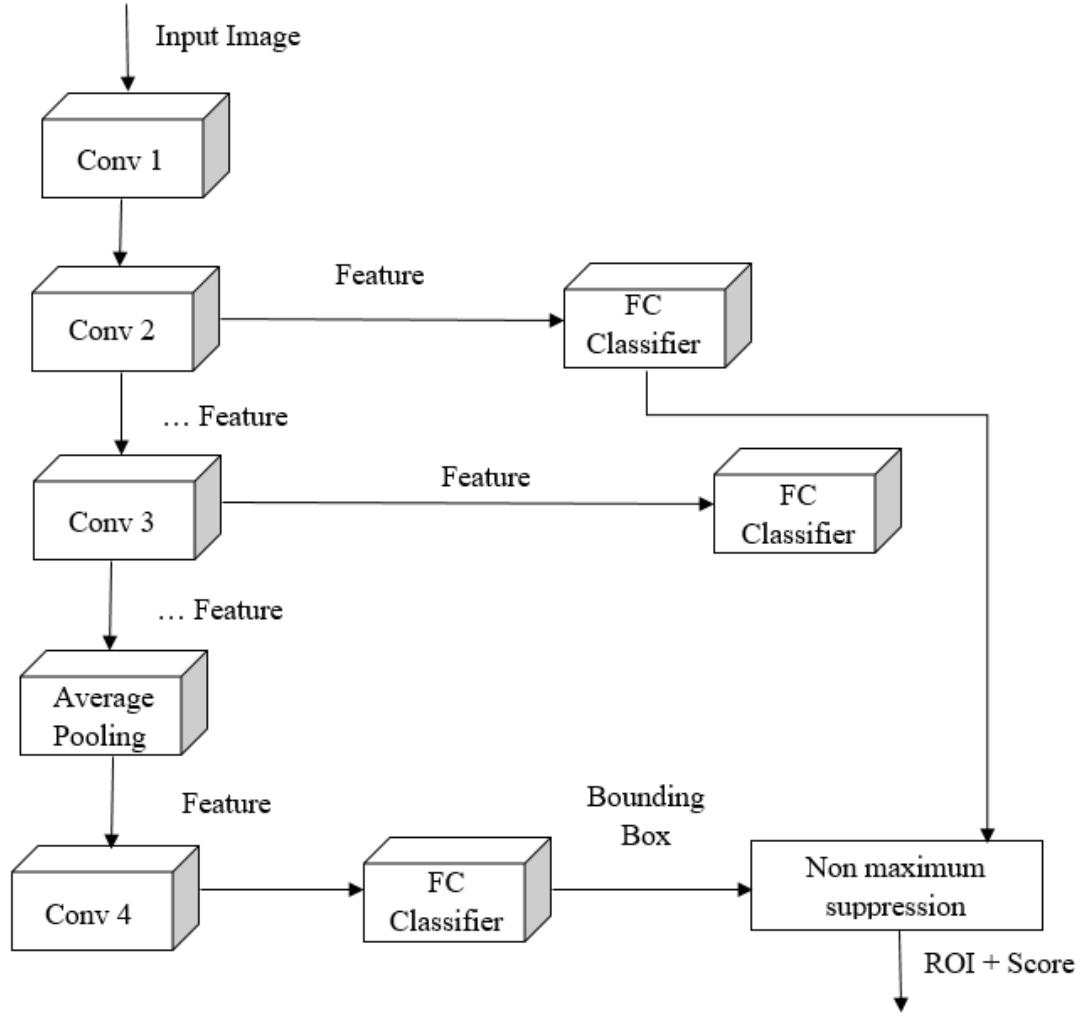 Input Image
Conv 1
Feature
FC
Classifier
Conv 2
... Feature
Feature
FC
Classifier
Conv 3
... Feature
Average
Pooling
Feature
Bounding
Box
Conv 4
FC
Classifier
Non maximum
suppression
ROI + Score